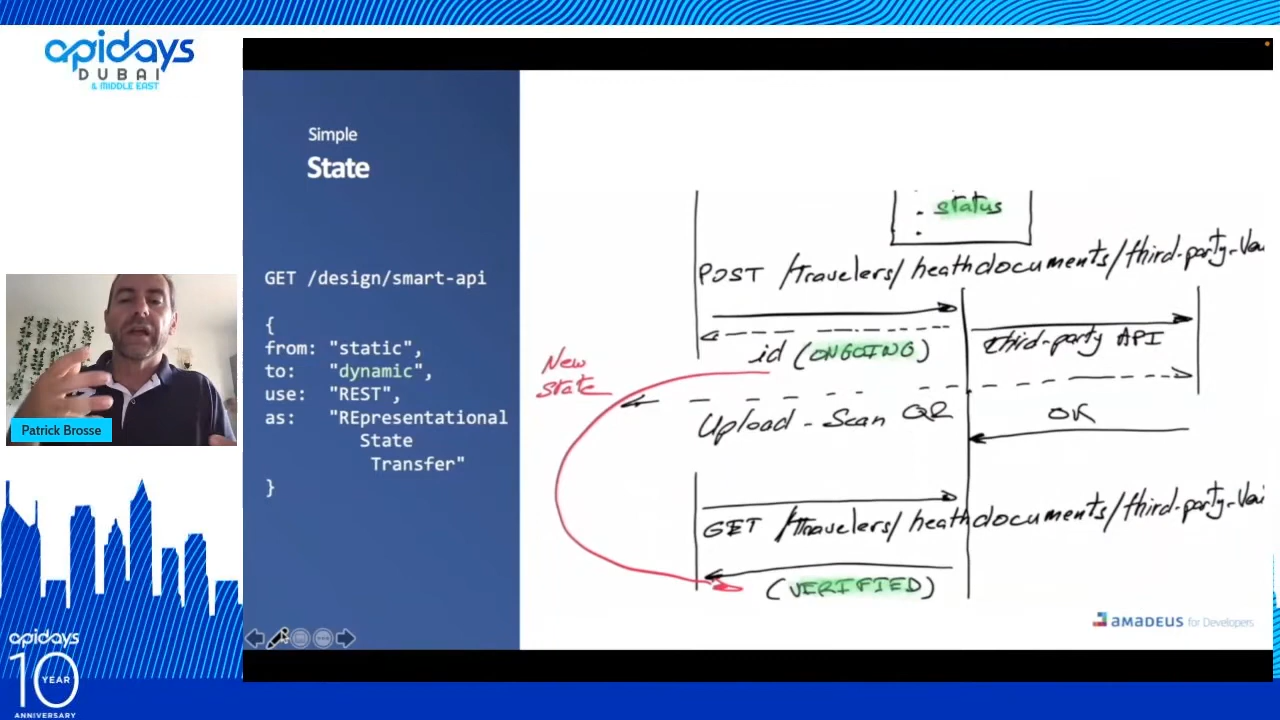 apidays
DUBAI
& MIDDLE EAST
Simple
State
GET /design/smart-api
{
from: "static",
to: "dynamic",
use: "REST",
as: "REpresentational
State
Transfer"
}
status
POST /travelers/heathdocuments/third-party-
id (ONGOING)
third-party API
New
State
Upload - Scan QR
OK
GET /travelers/heathdocuments/third-party-
(VERIFIED)
amadeus for Developers
Patrick Brosse
apidays
10
YEAR
ANNIVERSARY